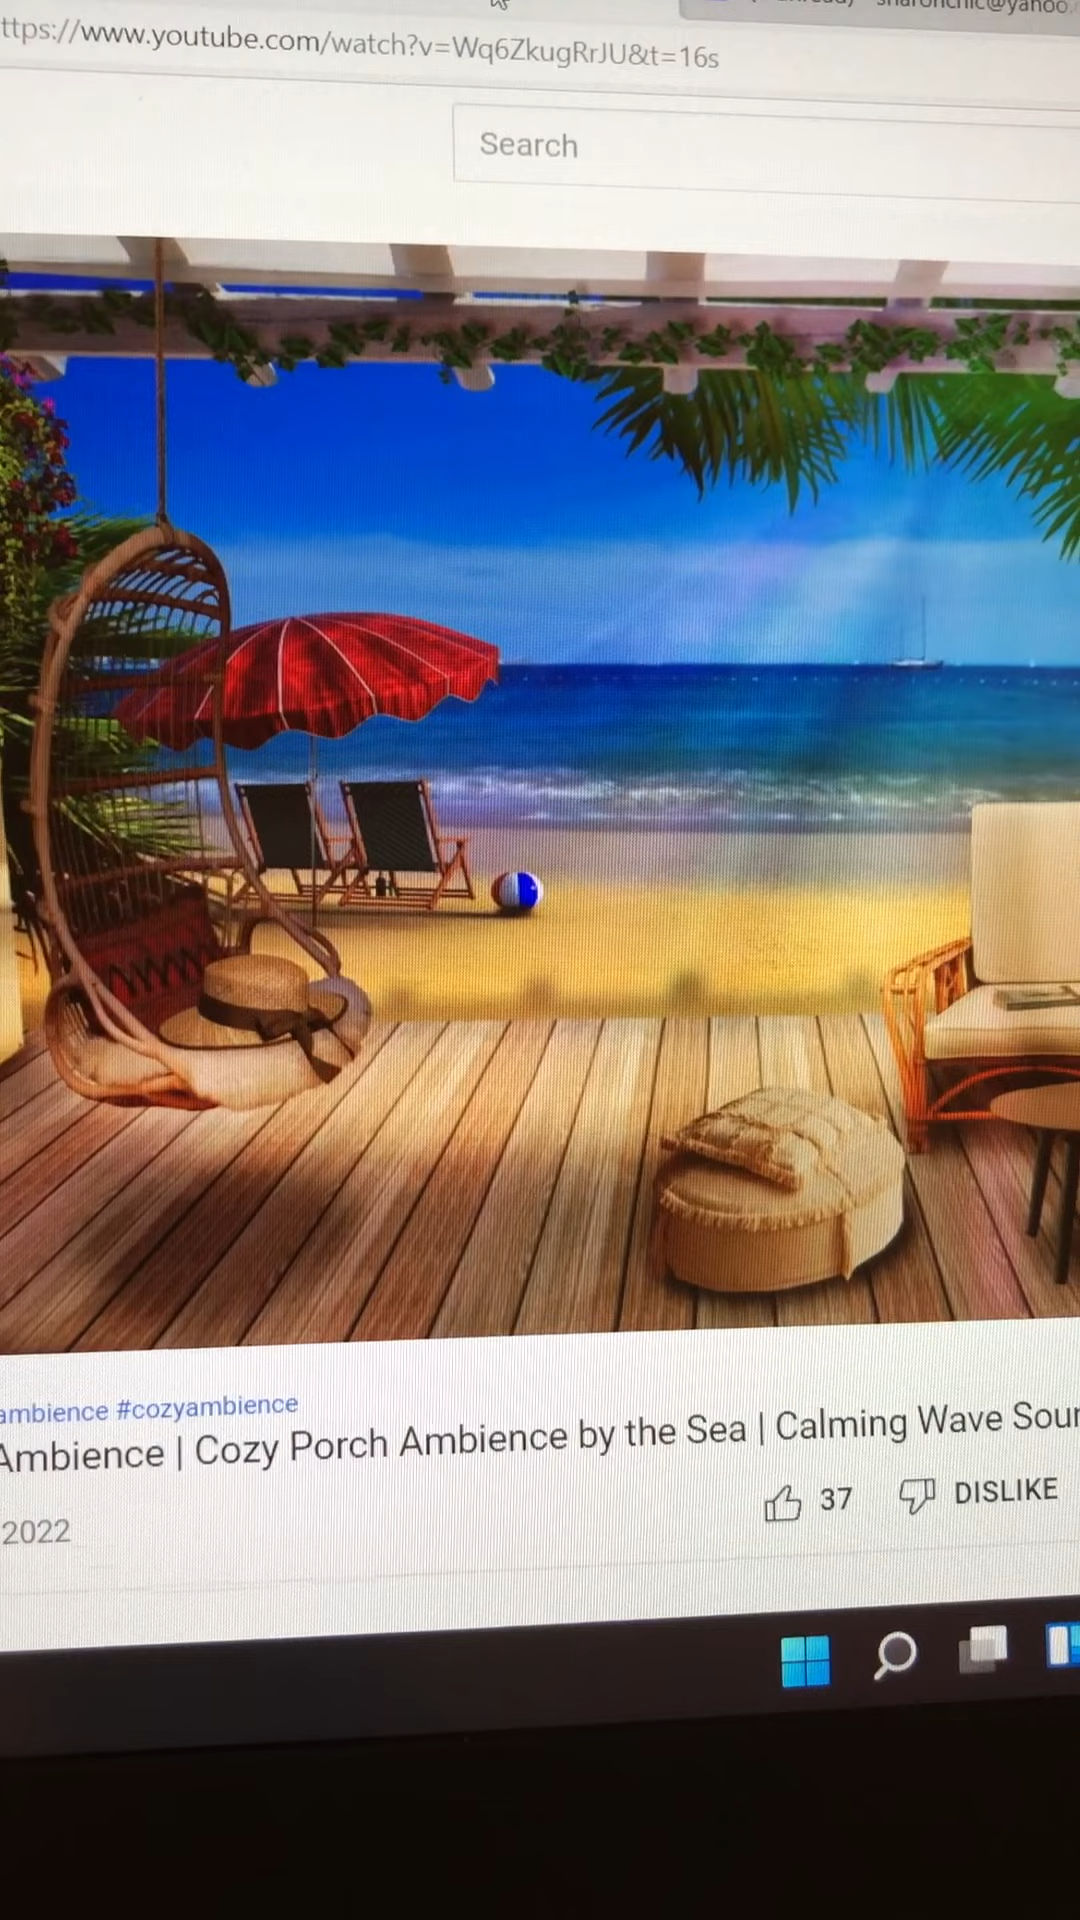 ttps://www.youtube.com/watch?v=Wq6ZkugRrJU&t=16s
Search
ambience #cozyambience
Ambience | Cozy Porch Ambience by the Sea | Calming Wave Sour
2022
37
DISLIKE